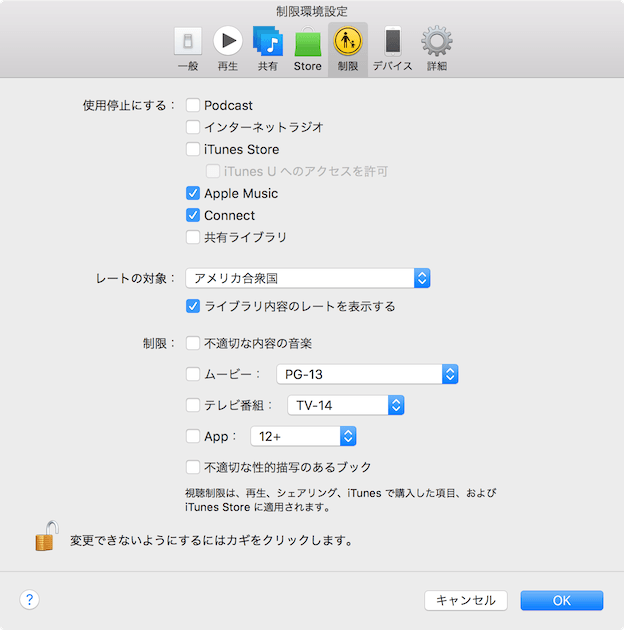 制限環境設定
一般 再生 共有 Store 制限 デバイス 詳細
使用停止にする： Podcast
インターネットラジオ
iTunes Store
iTunes U へのアクセスを許可
Apple Music
Connect
共有ライブラリ
レートの対象： アメリカ合衆国
ライブラリ内容のレートを表示する
制限： 不適切な内容の音楽
ムービー： PG-13
テレビ番組： TV-14
App： 12+
不適切な性的描写のあるブック
視聴制限は、再生、シェアリング、iTunes で購入した項目、および
iTunes Store に適用されます。
変更できないようにするにはカギをクリックします。
? キャンセル OK